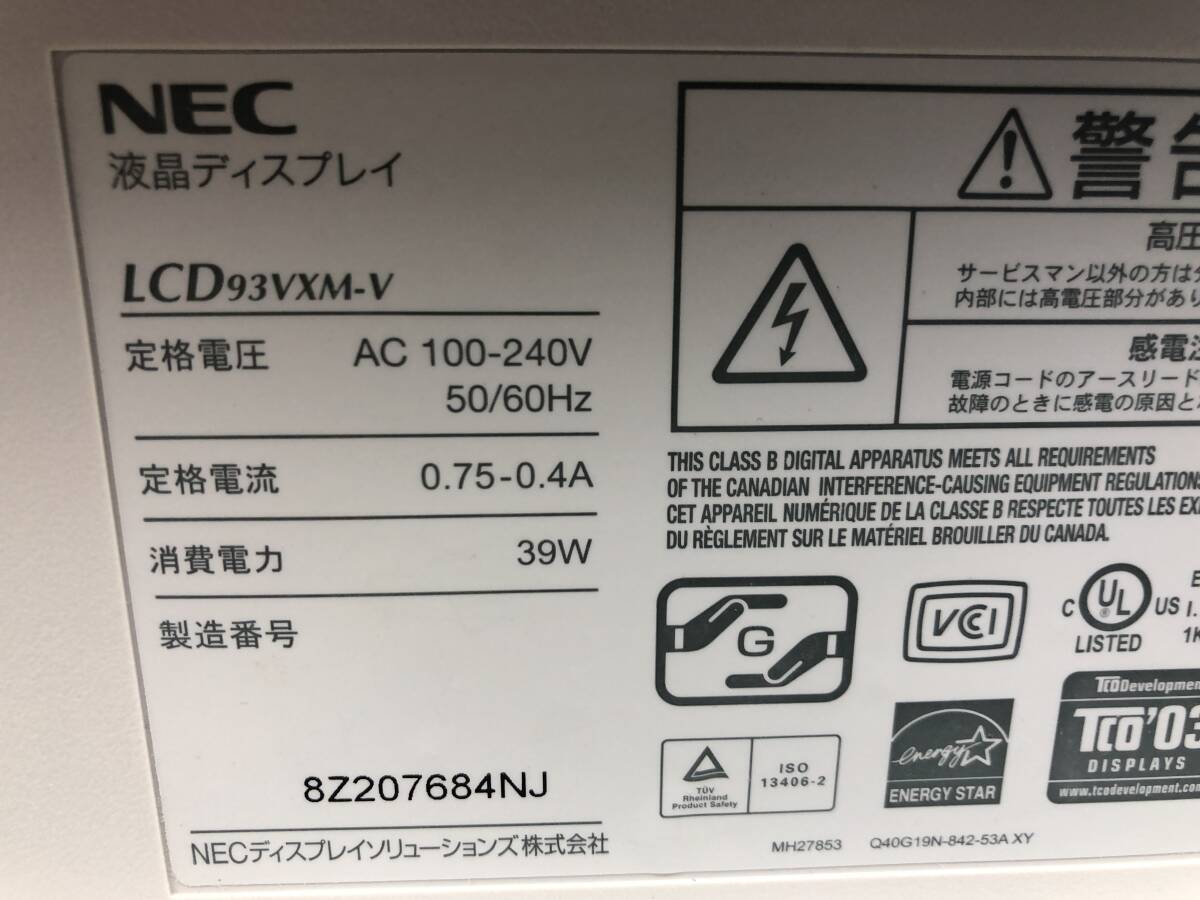 NEC
液晶ディスプレイ
LCD93VXM-V
定格電圧 AC 100-240V
50/60Hz
定格電流 0.75-0.4A
消費電力 39W
製造番号
8Z207684NJ
NECディスプレイソリューションズ株式会社
警告
高圧
サービスマン以外の方は
内部には高電圧部分があり
感電注
電源コードのアースリード
故障のときに感電の原因と
THIS CLASS B DIGITAL APPARATUS MEETS ALL REQUIREMENTS
OF THE CANADIAN INTERFERENCE-CAUSING EQUIPMENT REGULATIONS
CET APPAREIL NUMÉRIQUE DE LA CLASSE B RESPECTE TOUTES LES EXI
DU RÈGLEMENT SUR LE MATÉRIEL BROUILLER DU CANADA.
G
VCCI
C UL ® US
LISTED
E
I.
1K
TÜV
Rheinland
Product Safety
ISO
13406-2
energy
ENERGY STAR
TCO Development
TCO'03
DISPLAYS
www.tcodevelopment.com
MH27853 Q40G19N-842-53A XY